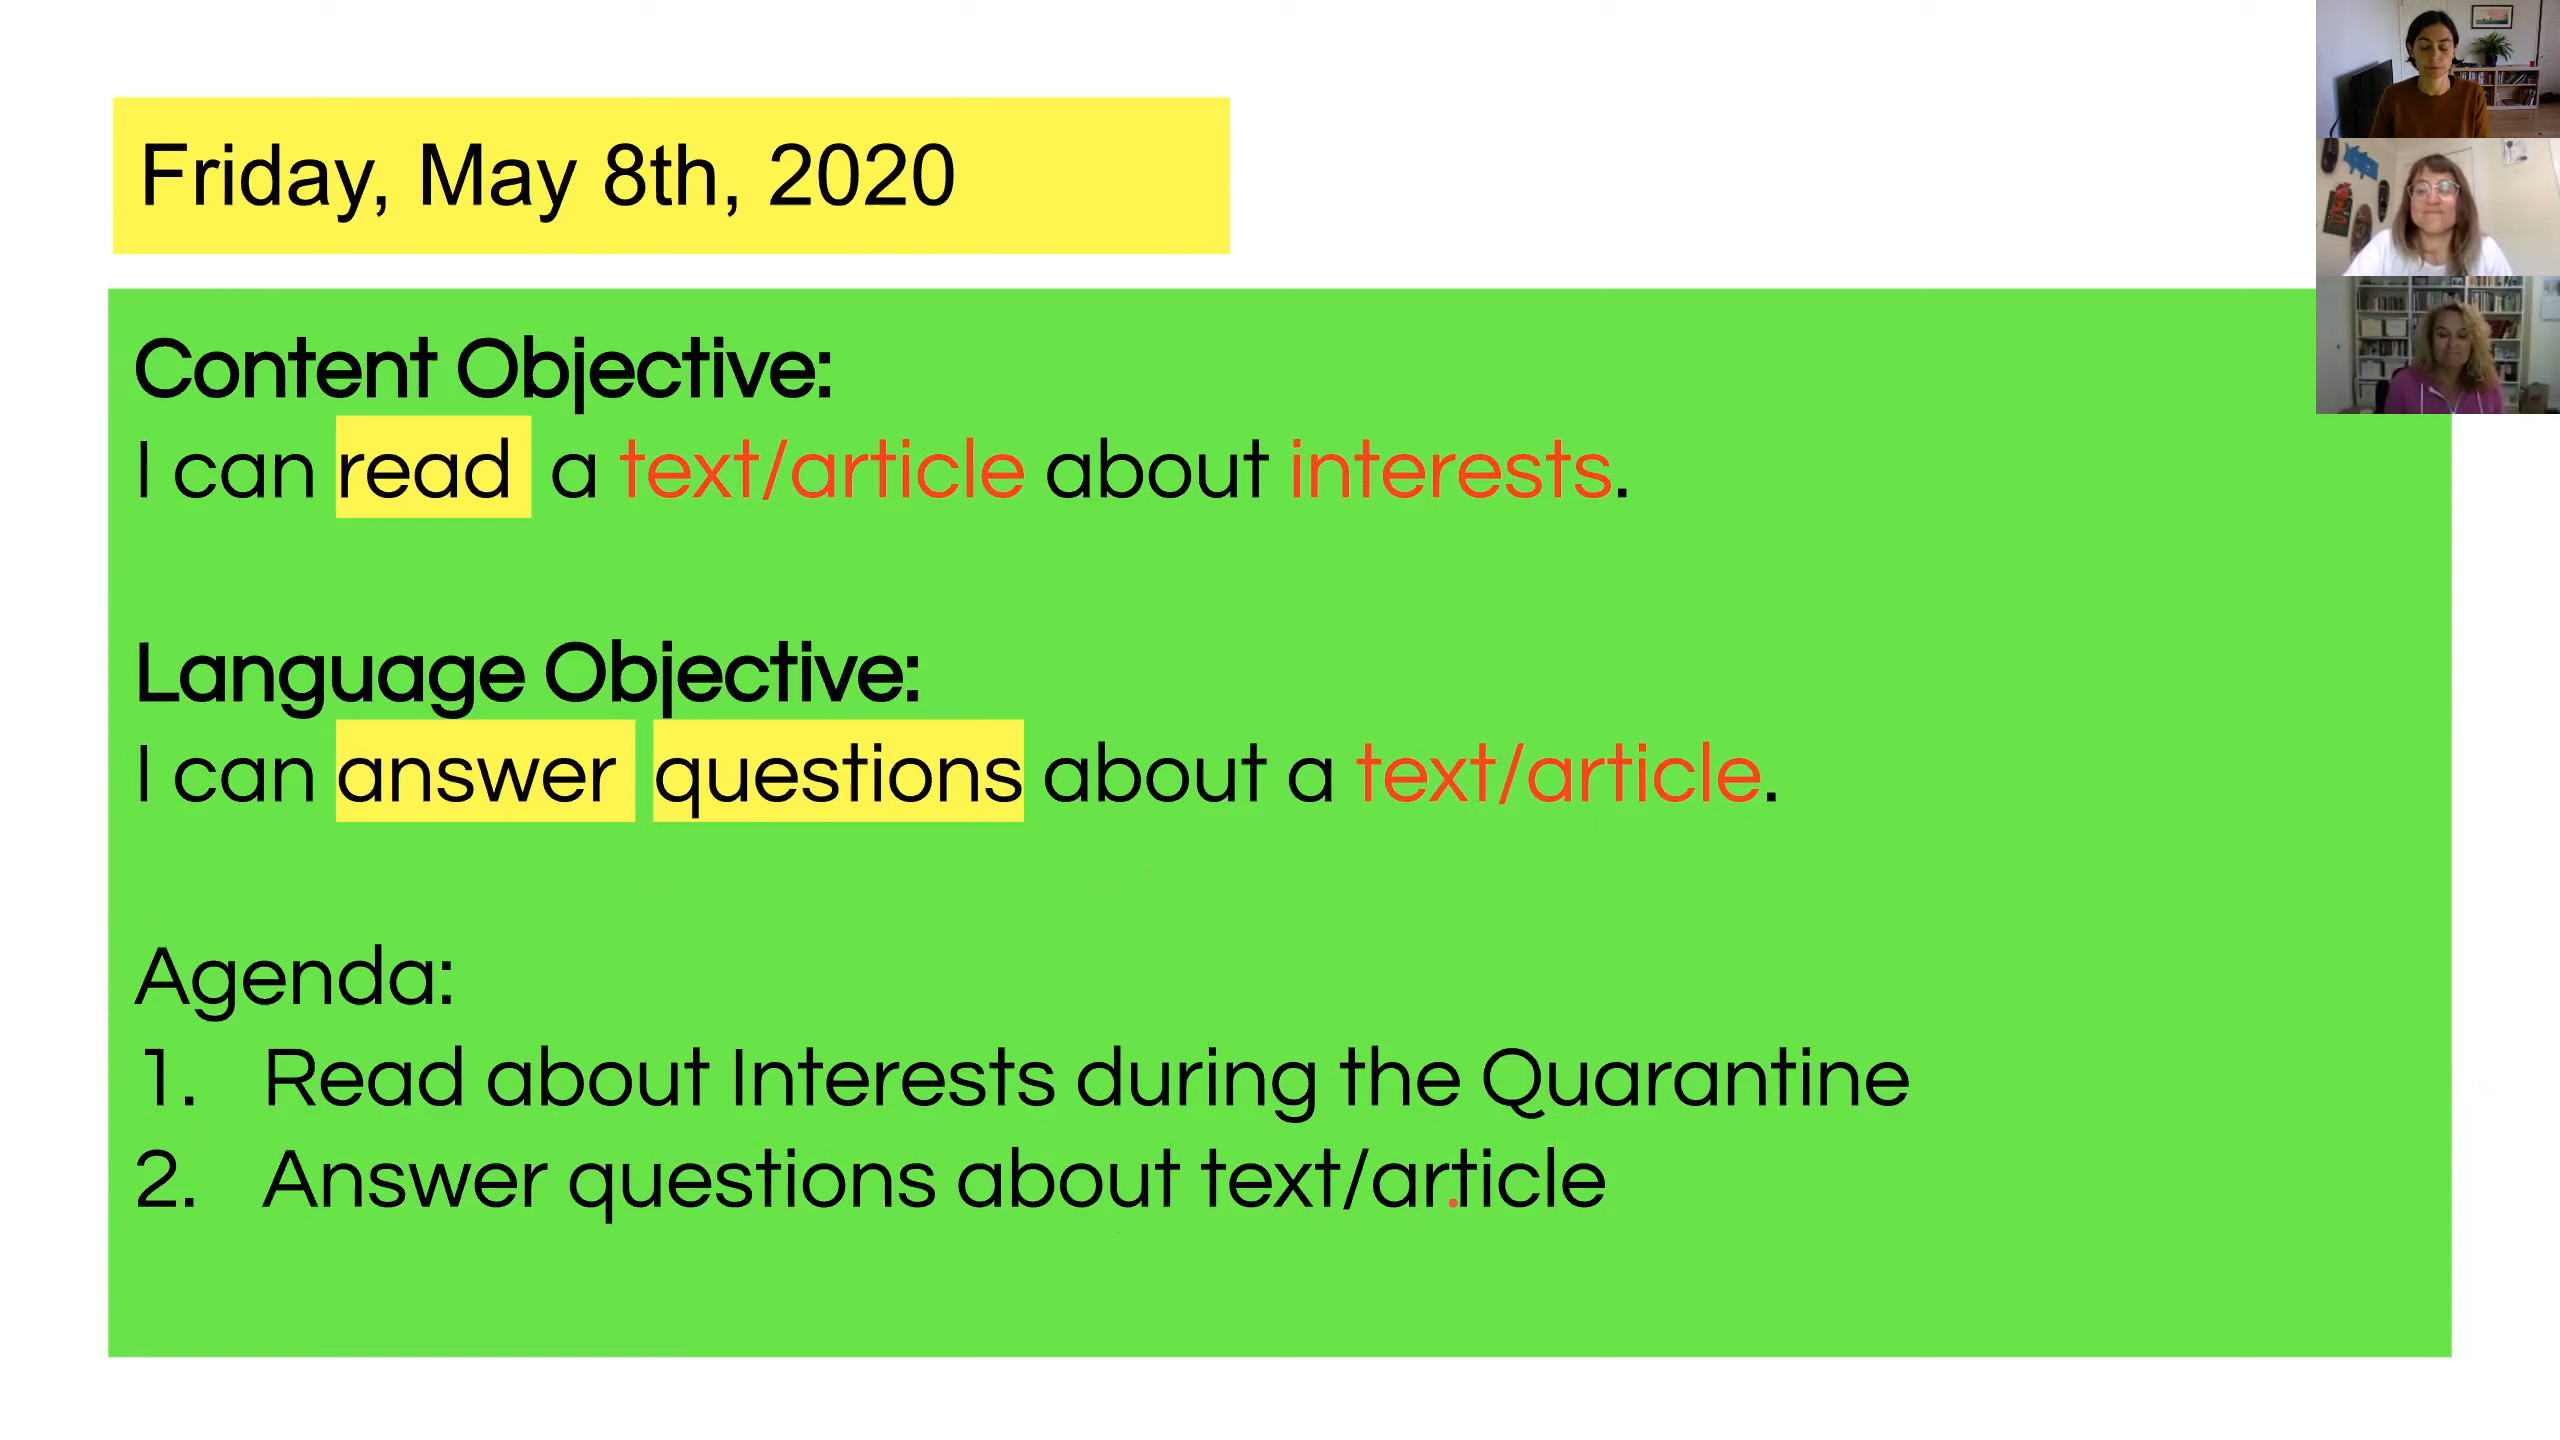 Friday, May 8th, 2020
Content Objective:
I can read a text/article about interests.
Language Objective:
I can answer questions about a text/article.
Agenda:
1. Read about Interests during the Quarantine
2. Answer questions about text/article